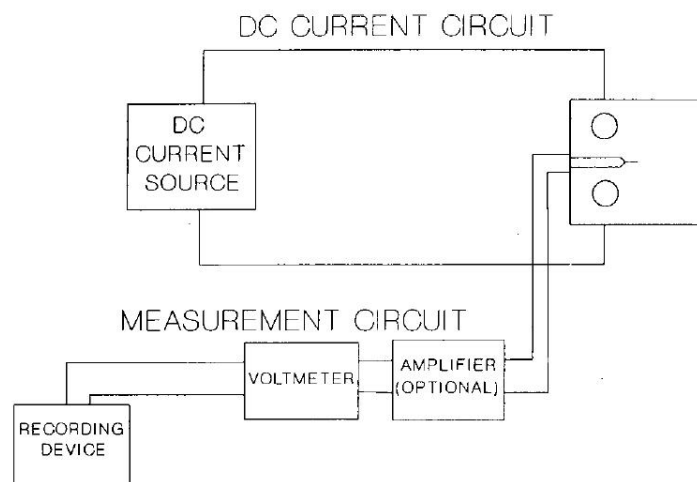 DC CURRENT CIRCUIT
DC
CURRENT
SOURCE
MEASUREMENT CIRCUIT
VOLTMETER
AMPLIFIER
(OPTIONAL)
RECORDING
DEVICE